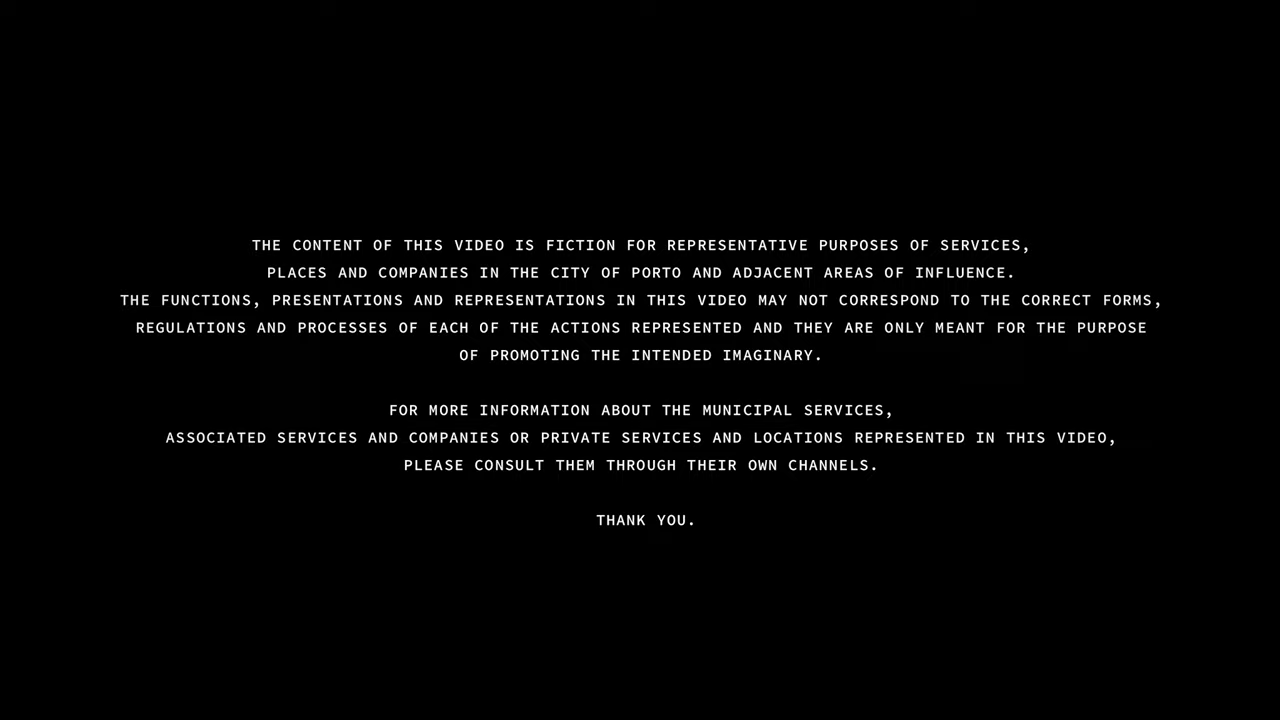 THE CONTENT OF THIS VIDEO IS FICTION FOR REPRESENTATIVE PURPOSES OF SERVICES,
PLACES AND COMPANIES IN THE CITY OF PORTO AND ADJACENT AREAS OF INFLUENCE.
THE FUNCTIONS, PRESENTATIONS AND REPRESENTATIONS IN THIS VIDEO MAY NOT CORRESPOND TO THE CORRECT FORMS,
REGULATIONS AND PROCESSES OF EACH OF THE ACTIONS REPRESENTED AND THEY ARE ONLY MEANT FOR THE PURPOSE
OF PROMOTING THE INTENDED IMAGINARY.
FOR MORE INFORMATION ABOUT THE MUNICIPAL SERVICES,
ASSOCIATED SERVICES AND COMPANIES OR PRIVATE SERVICES AND LOCATIONS REPRESENTED IN THIS VIDEO,
PLEASE CONSULT THEM THROUGH THEIR OWN CHANNELS.
THANK YOU.